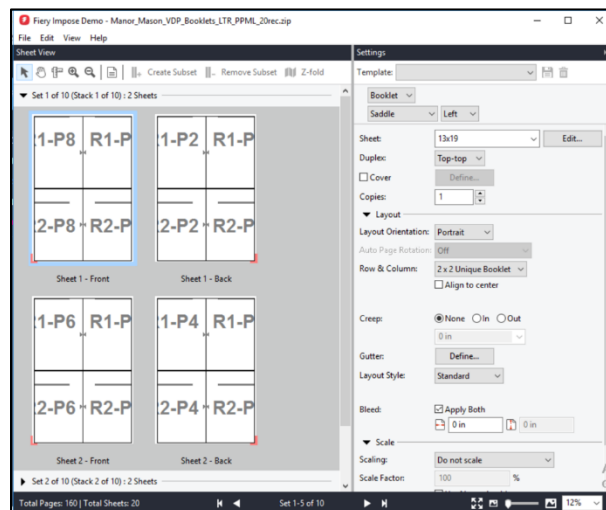 Fiery Impose Demo - Manor_Mason_VDP_Booklets_LTR_PPML_20rec.zip
File Edit View Help
Sheet View
Create Subset Remove Subset Z-fold
Set 1 of 10 (Stack 1 of 10) : 2 Sheets
1-P8 R1-P
2-P8 R2-P
Sheet 1 - Front
1-P2 R1-P
2-P2 R2-P
Sheet 1 - Back
1-P6 R1-P
2-P6 R2-P
Sheet 2 - Front
1-P4 R1-P
2-P4 R2-P
Sheet 2 - Back
Set 2 of 10 (Stack 2 of 10) : 2 Sheets
Settings
Template:
Booklet
Saddle Left
Sheet: 13x19 Edit...
Duplex: Top-top
Cover Define...
Copies: 1
Layout
Layout Orientation: Portrait
Auto Page Rotation: Off
Row & Column: 2 x 2 Unique Booklet
Align to center
Creep: None In Out
0 in
Gutter: Define...
Layout Style: Standard
Bleed: Apply Both
0 in 0 in
Scale
Scaling: Do not scale
Scale Factor: 100 %
Total Pages: 160 | Total Sheets: 20 Set 1-5 of 10 12%